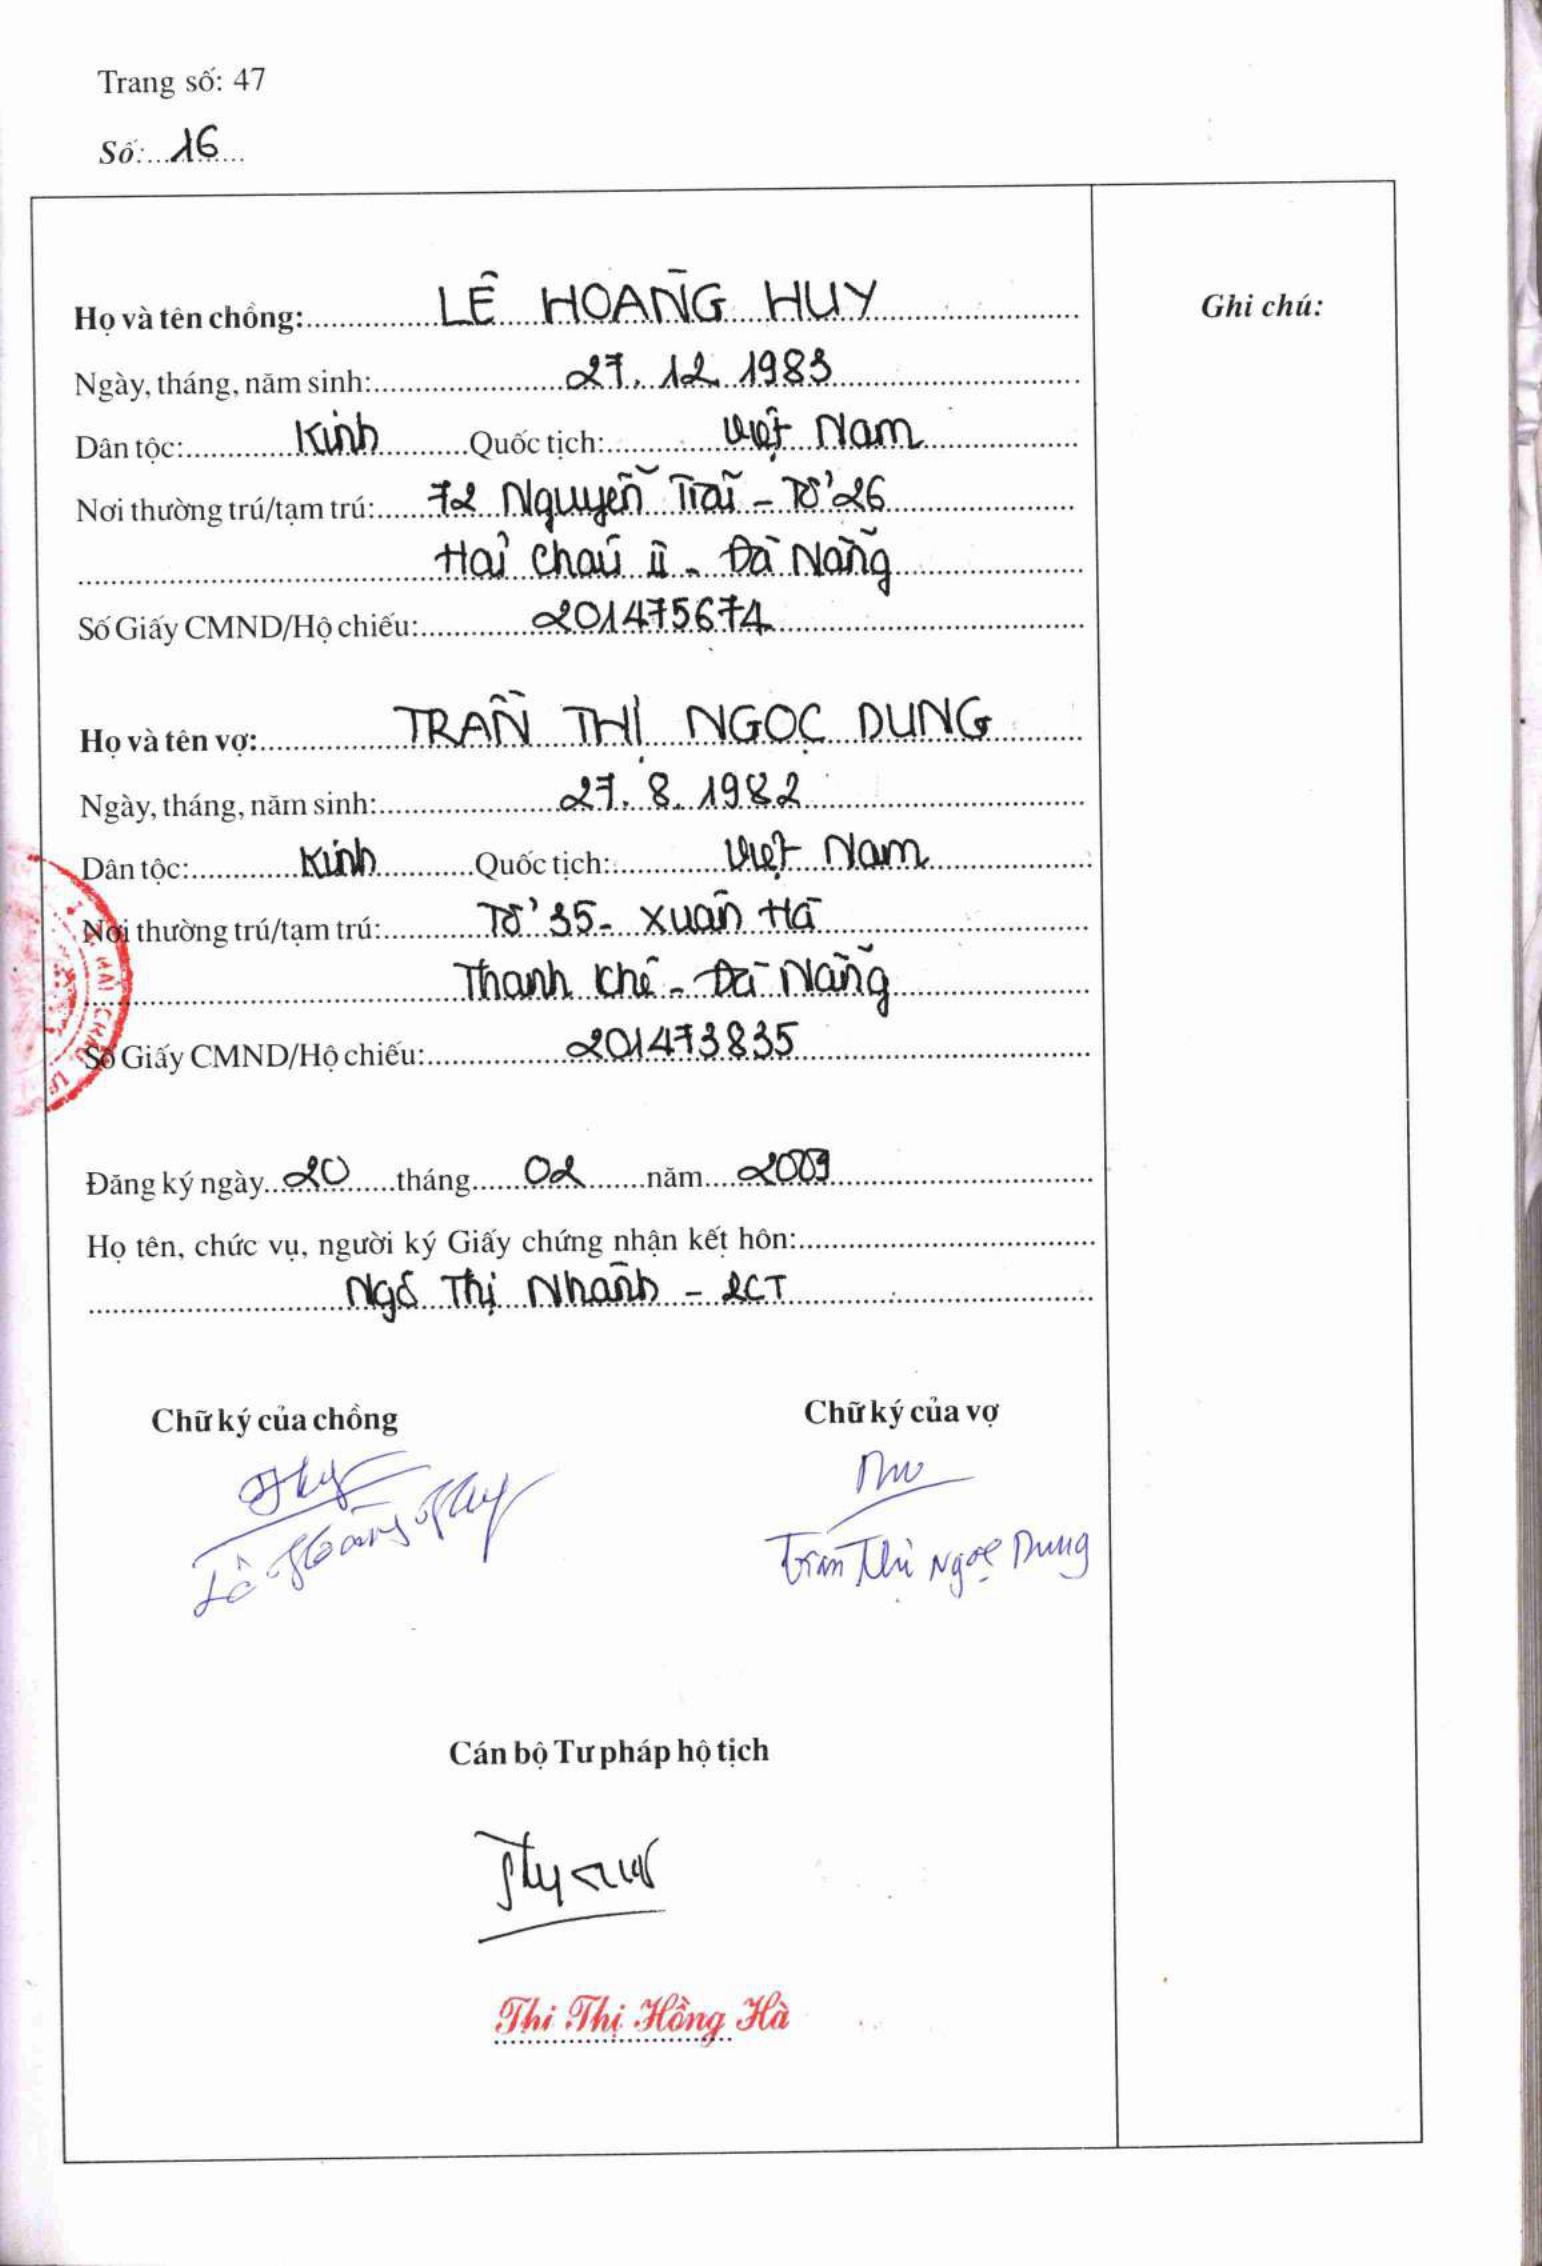 Trang số: 47
Số: 16
Họ và tên chồng: LÊ HOÀNG HUY
Ghi chú:
Ngày, tháng, năm sinh: 27.12.1983
Dân tộc: Kinh Quốc tịch: Việt Nam
Nơi thường trú/tạm trú: 72 Nguyễn Trãi - Tổ 26
Hải Châu II - Đà Nẵng
Số Giấy CMND/Hộ chiếu: 201475674
Họ và tên vợ: TRẦN THỊ NGỌC DUNG
Ngày, tháng, năm sinh: 27.8.1982
Dân tộc: Kinh Quốc tịch: Việt Nam
Nơi thường trú/tạm trú: Tổ 35 - Xuân Hà
Thanh Khê - Đà Nẵng
Số Giấy CMND/Hộ chiếu: 201473835
HẢI CHÂU
Đăng ký ngày 20 tháng 02 năm 2009
Họ tên, chức vụ, người ký Giấy chứng nhận kết hôn:
Ngô Thị Nhành - PCT
Chữ ký của chồng Chữ ký của vợ
Lê Hoàng Huy Trần Thị Ngọc Dung
Cán bộ Tư pháp hộ tịch
Thi Thị Hồng Hà